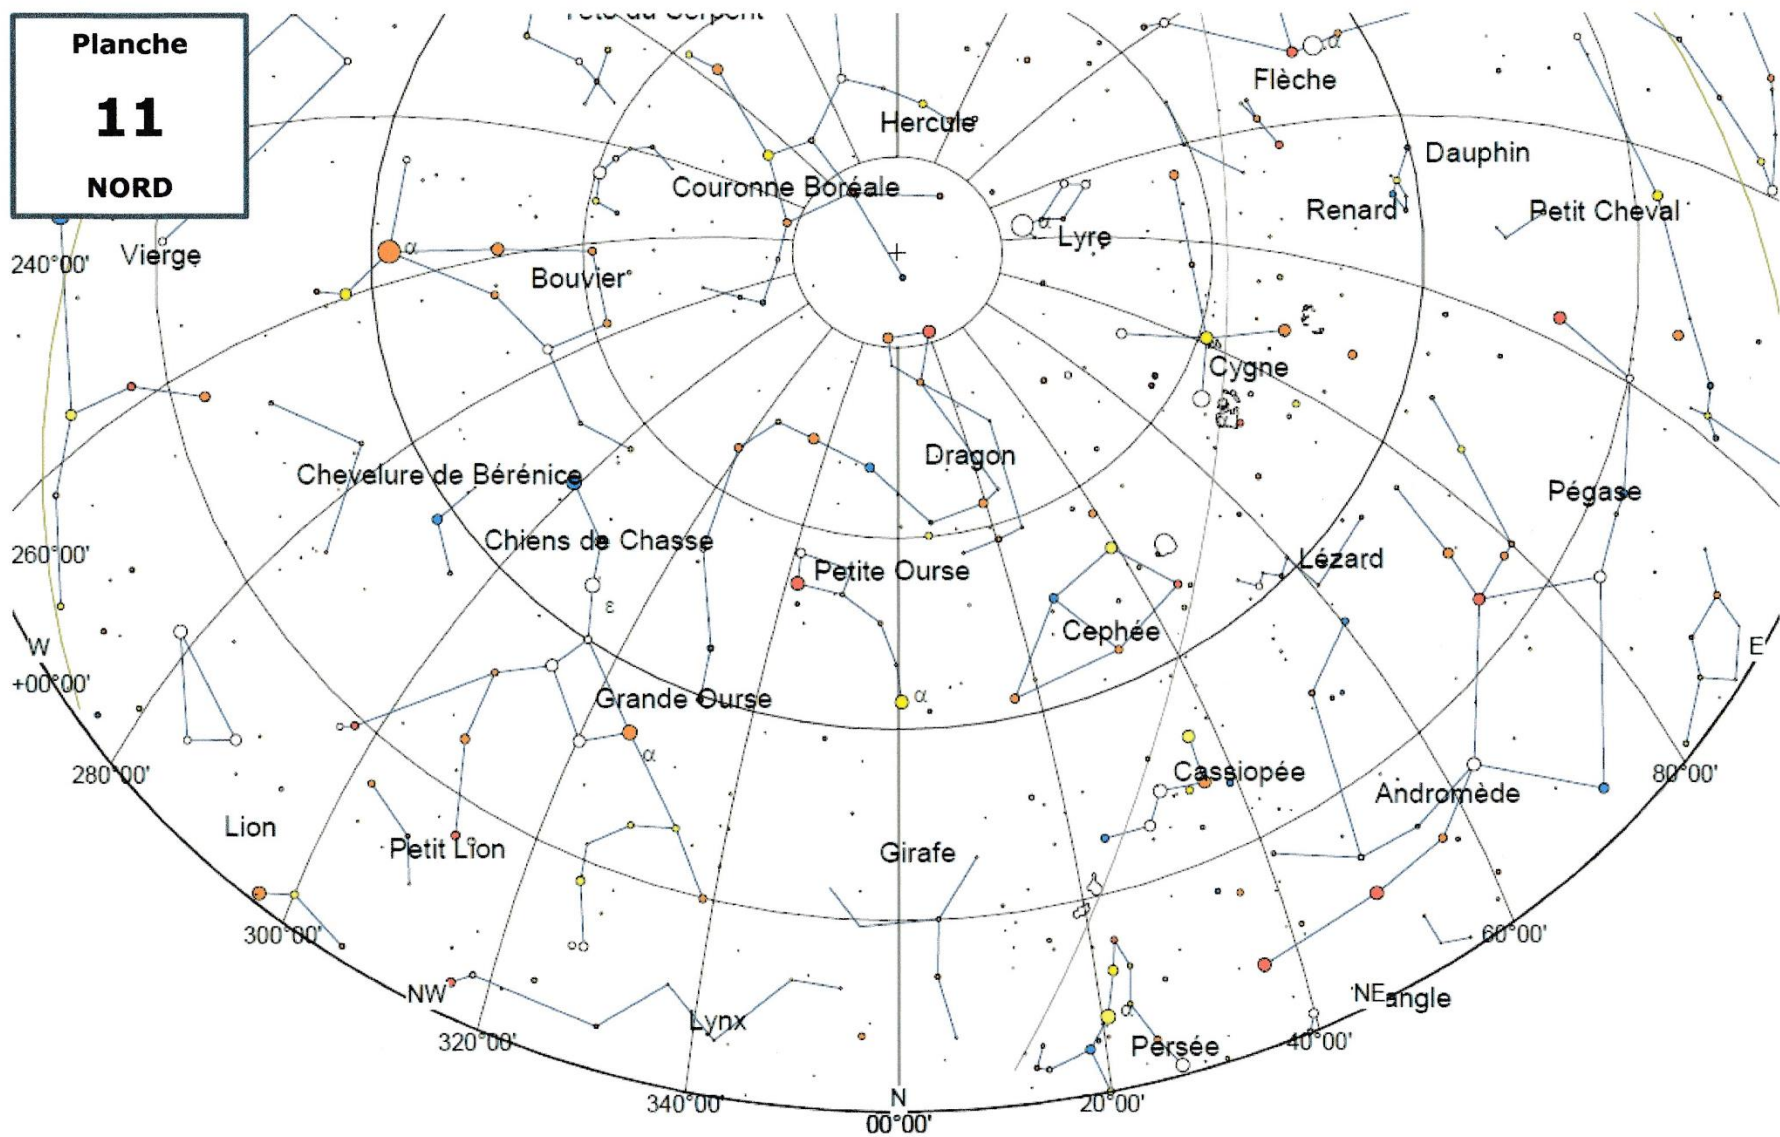 Planche
11
NORD
Tête du Serpent
α
Flèche
Hercule
Dauphin
Couronne Boréale
Renard
Petit Cheval
α
Lyre
Vierge
α
240°00'
Bouvier
Cygne
Dragon
Chevelure de Bérénice
Pégase
Chiens de Chasse
260°00'
Lézard
Petite Ourse
ε
Cephée
W
E
+00°00'
Grande Ourse
α
α
280°00'
Cassiopée
80°00'
Andromède
Lion
Petit Lion
Girafe
300°00'
60°00'
NW
NE
angle
α
Lynx
Persée
320°00'
40°00'
N
340°00'
20°00'
00°00'